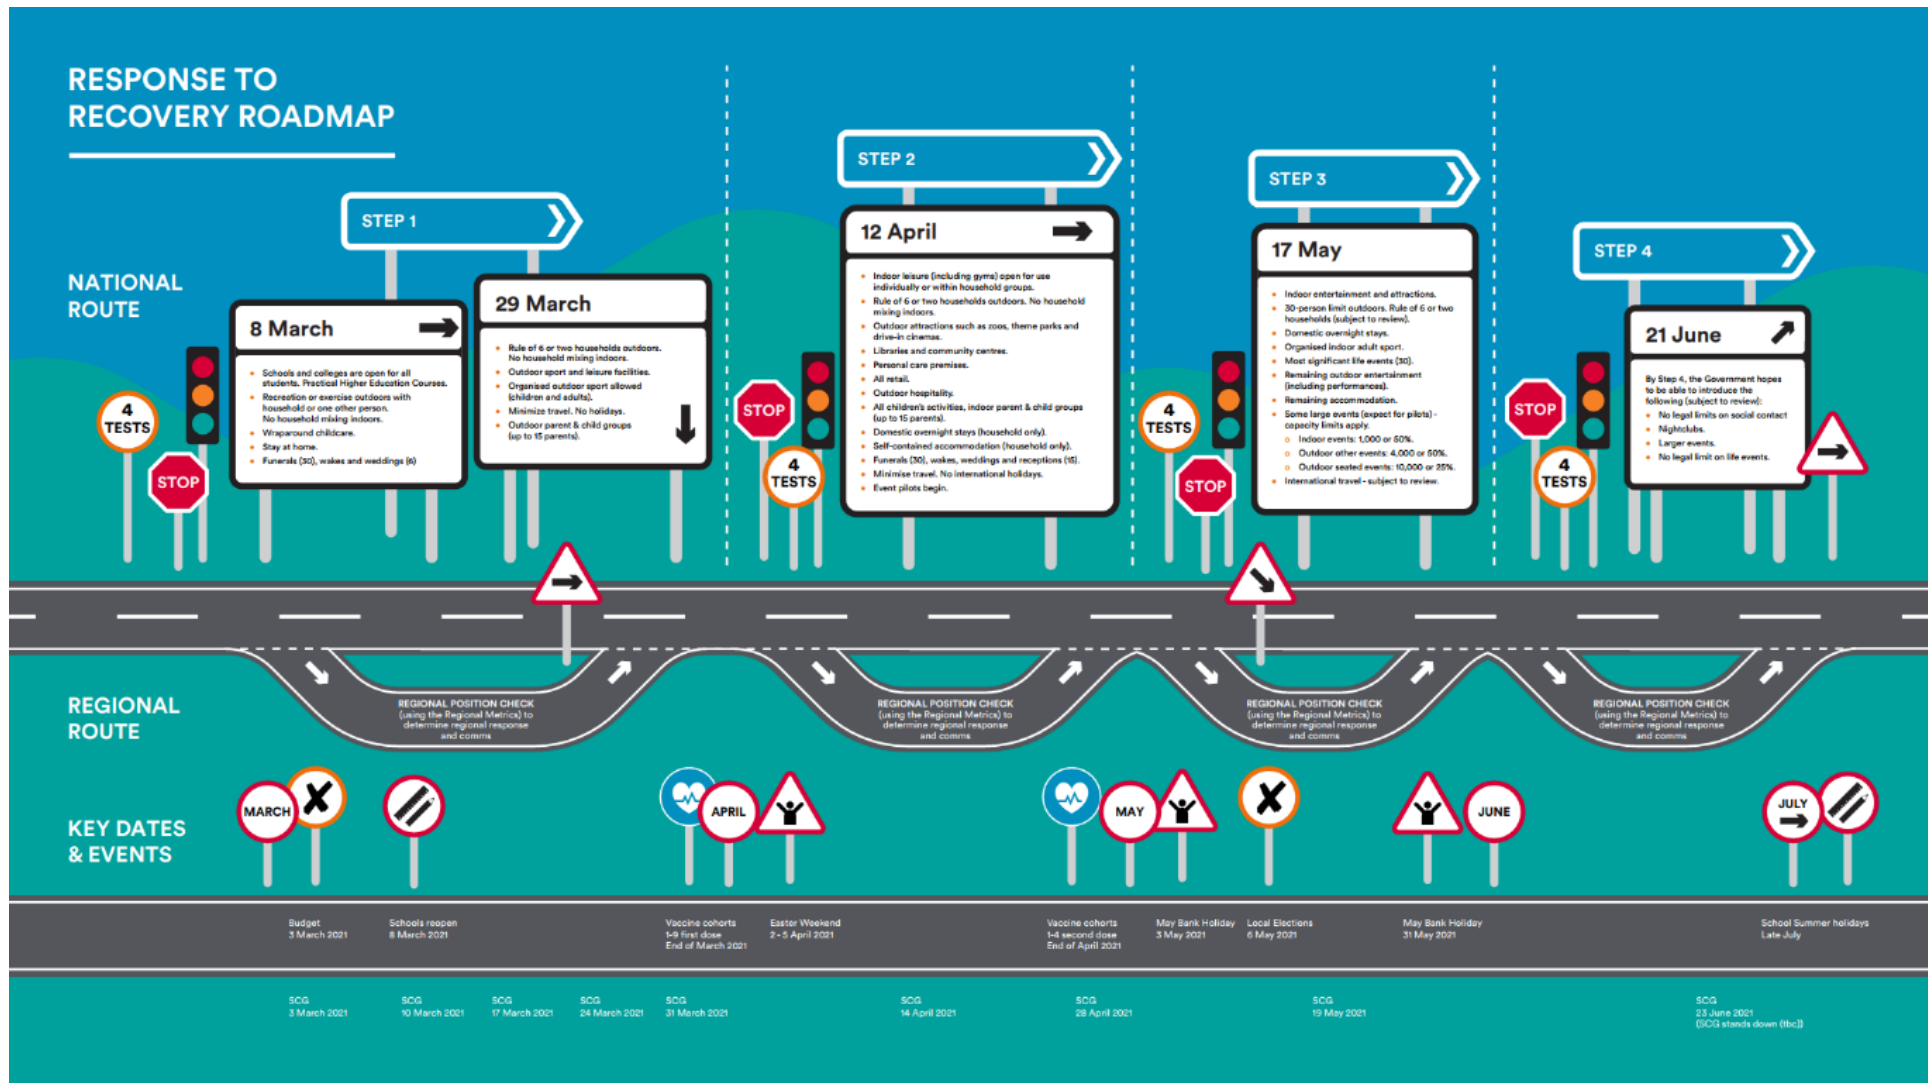 RESPONSE TO
RECOVERY ROADMAP
NATIONAL
ROUTE
4
TESTS
STOP
STEP 1
8 March
• Schools and colleges are open for all
students. Practical Higher Education Courses.
• Recreation or exercise outdoors with
household or one other person.
No household mixing indoors.
• Wraparound childcare.
• Stay at home.
• Funerals (30), wakes and weddings (6)
29 March
• Rule of 6 or two households outdoors.
No household mixing indoors.
• Outdoor sport and leisure facilities.
• Organised outdoor sport allowed
(children and adults).
• Minimize travel. No holidays.
• Outdoor parent & child groups
(up to 15 parents).
STOP
4
TESTS
STEP 2
12 April
• Indoor leisure (including gyms) open for use
individually or within household groups.
• Rule of 6 or two households outdoors. No household
mixing indoors.
• Outdoor attractions such as zoos, theme parks and
drive-in cinemas.
• Libraries and community centres.
• Personal care premises.
• All retail.
• Outdoor hospitality.
• All children's activities, indoor parent & child groups
(up to 15 parents).
• Domestic overnight stays (household only).
• Self-contained accommodation (household only).
• Funerals (30), wakes, weddings and receptions (15).
• Minimise travel. No international holidays.
• Event pilots begin.
4
TESTS
STOP
STEP 3
17 May
• Indoor entertainment and attractions.
• 30-person limit outdoors. Rule of 6 or two
households (subject to review).
• Domestic overnight stays.
• Organised indoor adult sport.
• Most significant life events (30).
• Remaining outdoor entertainment
(including performances).
• Remaining accommodation.
• Some large events (expect for pilots) -
capacity limits apply.
o Indoor events: 1,000 or 50%.
o Outdoor other events: 4,000 or 50%.
o Outdoor seated events: 10,000 or 25%.
• International travel - subject to review.
STOP
4
TESTS
STEP 4
21 June
By Step 4, the Government hopes
to be able to introduce the
following (subject to review):
• No legal limits on social contact
• Nightclubs.
• Larger events.
• No legal limit on life events.
REGIONAL
ROUTE
REGIONAL POSITION CHECK
(using the Regional Metrics) to
determine regional response
and comms
REGIONAL POSITION CHECK
(using the Regional Metrics) to
determine regional response
and comms
REGIONAL POSITION CHECK
(using the Regional Metrics) to
determine regional response
and comms
REGIONAL POSITION CHECK
(using the Regional Metrics) to
determine regional response
and comms
KEY DATES
& EVENTS
MARCH
APRIL
MAY
JUNE
JULY
Budget
3 March 2021
Schools reopen
8 March 2021
Vaccine cohorts
1-9 first dose
End of March 2021
Easter Weekend
2 - 5 April 2021
Vaccine cohorts
1-4 second dose
End of April 2021
May Bank Holiday
3 May 2021
Local Elections
6 May 2021
May Bank Holiday
31 May 2021
School Summer holidays
Late July
SCG
3 March 2021
SCG
10 March 2021
SCG
17 March 2021
SCG
24 March 2021
SCG
31 March 2021
SCG
14 April 2021
SCG
28 April 2021
SCG
19 May 2021
SCG
23 June 2021
(SCG stands down (tbc))